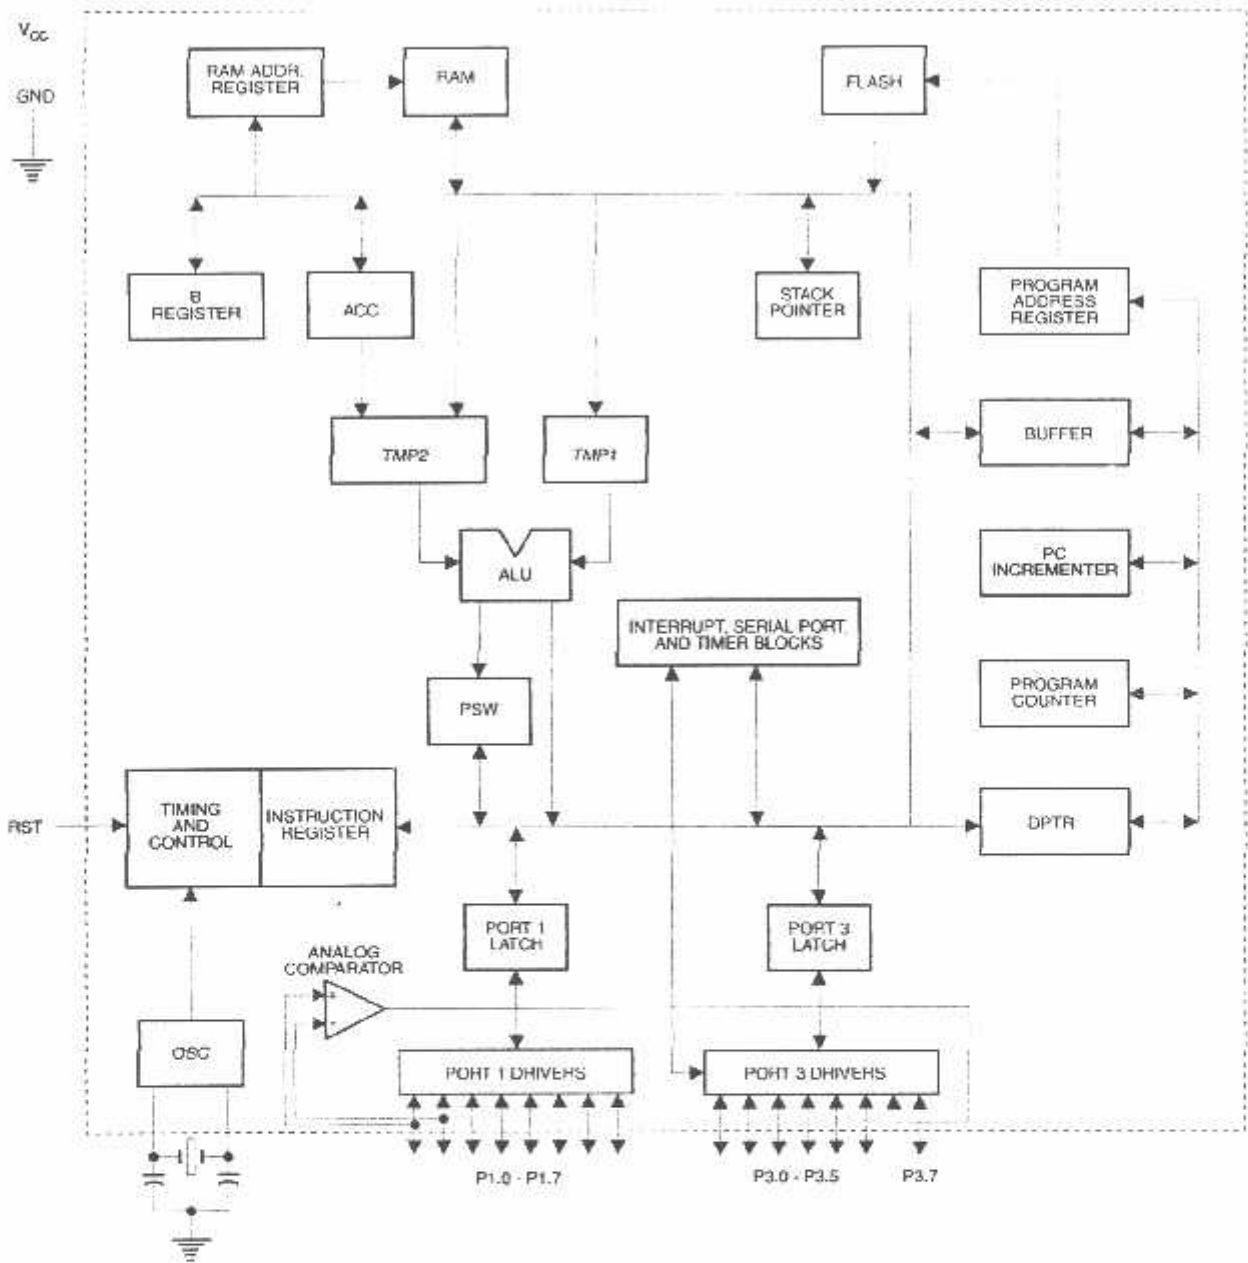 VCC
GND
RAM ADDR.
REGISTER
RAM
FLASH
B
REGISTER
ACC
STACK
POINTER
PROGRAM
ADDRESS
REGISTER
TMP2
TMP1
BUFFER
ALU
PC
INCREMENTER
INTERRUPT, SERIAL PORT,
AND TIMER BLOCKS
PSW
PROGRAM
COUNTER
RST
TIMING
AND
CONTROL
INSTRUCTION
REGISTER
DPTR
PORT 1
LATCH
PORT 3
LATCH
ANALOG
COMPARATOR
+
-
OSC
PORT 1 DRIVERS
PORT 3 DRIVERS
P1.0 - P1.7
P3.0 - P3.5
P3.7